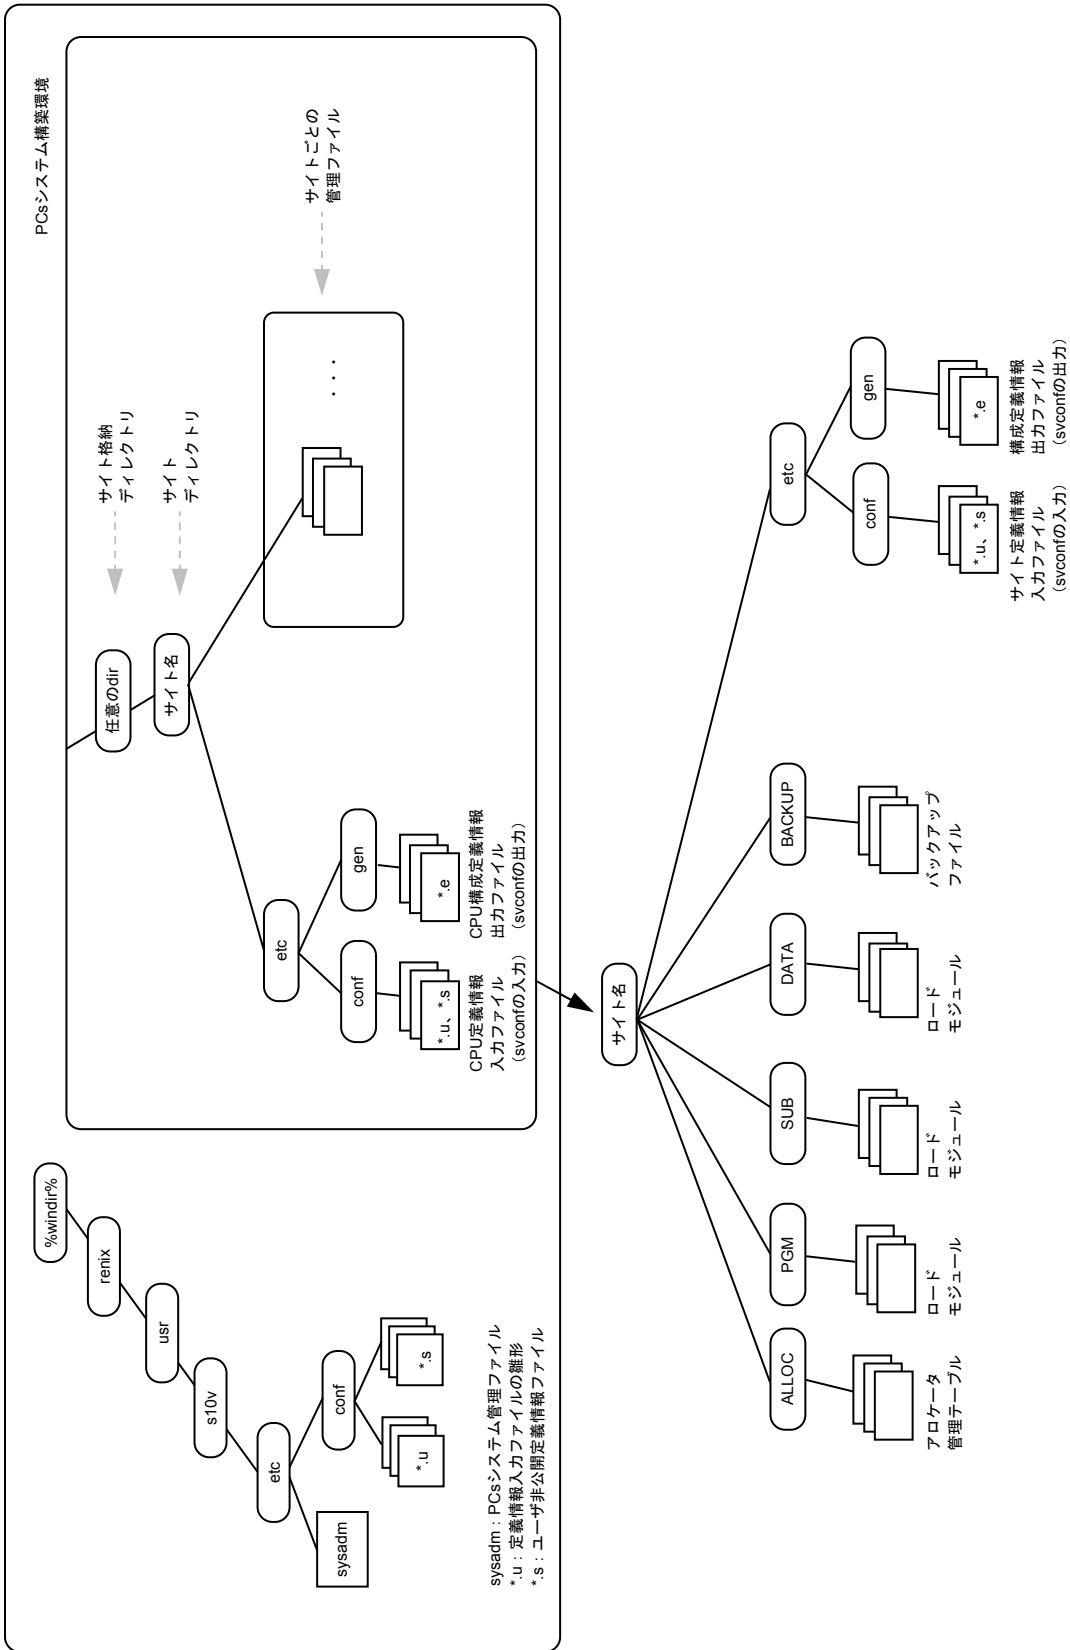 PCsシステム構築環境
%windir%
renix
usr
s10v
etc
sysadm
conf
*.u
*.s
sysadm：PCsシステム管理ファイル
*.u：定義情報入力ファイルの雛形
*.s：ユーザ非公開定義情報ファイル
任意のdir
サイト格納
ディレクトリ
サイト名
サイト
ディレクトリ
サイトごとの
管理ファイル
．．．
etc
conf
gen
*.u、*.s
*.e
CPU定義情報
入力ファイル
（svconfの入力）
CPU構成定義情報
出力ファイル
（svconfの出力）
サイト名
ALLOC
PGM
SUB
DATA
BACKUP
etc
アロケータ
管理テーブル
ロード
モジュール
ロード
モジュール
ロード
モジュール
バックアップ
ファイル
conf
gen
*.u、*.s
*.e
サイト定義情報
入力ファイル
（svconfの入力）
構成定義情報
出力ファイル
（svconfの出力）